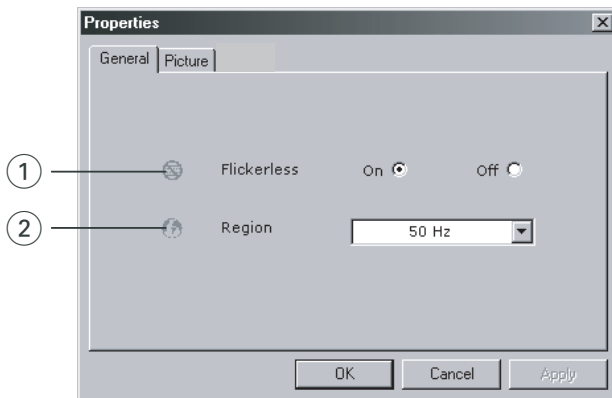 Properties
General Picture
1 Flickerless On Off
2 Region 50 Hz
OK Cancel Apply